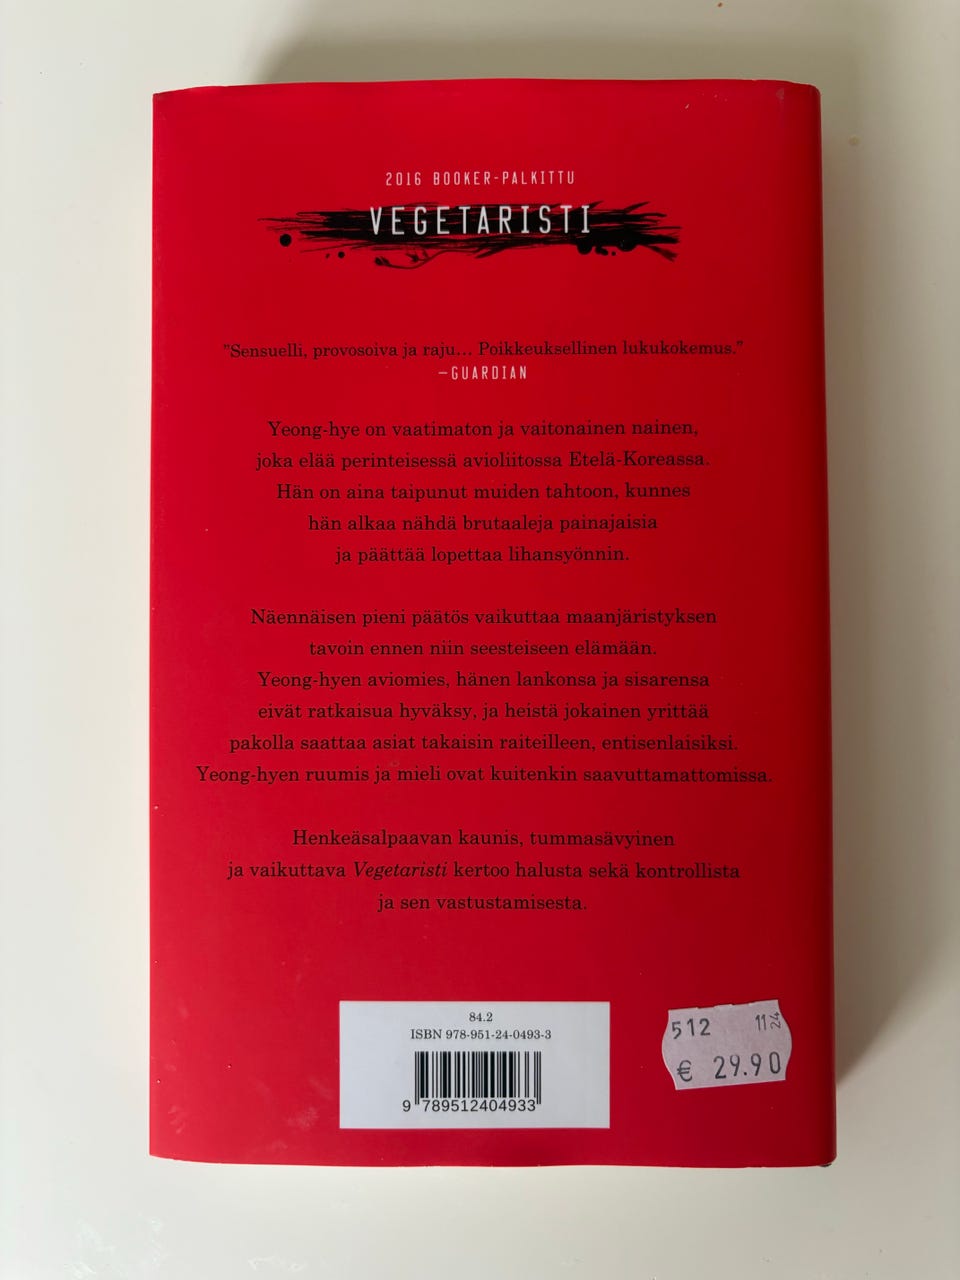 2016 BOOKER-PALKITTU
VEGETARISTI
"Sensuelli, provosoiva ja raju... Poikkeuksellinen lukukokemus."
–GUARDIAN
Yeong-hye on vaatimaton ja vaitonainen nainen,
joka elää perinteisessä avioliitossa Etelä-Koreassa.
Hän on aina taipunut muiden tahtoon, kunnes
hän alkaa nähdä brutaaleja painajaisia
ja päättää lopettaa lihansyönnin.
Näennäisen pieni päätös vaikuttaa maanjäristyksen
tavoin ennen niin seesteiseen elämään.
Yeong-hyen aviomies, hänen lankonsa ja sisarensa
eivät ratkaisua hyväksy, ja heistä jokainen yrittää
pakolla saattaa asiat takaisin raiteilleen, entisenlaisiksi.
Yeong-hyen ruumis ja mieli ovat kuitenkin saavuttamattomissa.
Henkeäsalpaavan kaunis, tummasävyinen
ja vaikuttava Vegetaristi kertoo halusta sekä kontrollista
ja sen vastustamisesta.
84.2
ISBN 978-951-24-0493-3
9 789512404933
512 11 24
€ 29.90